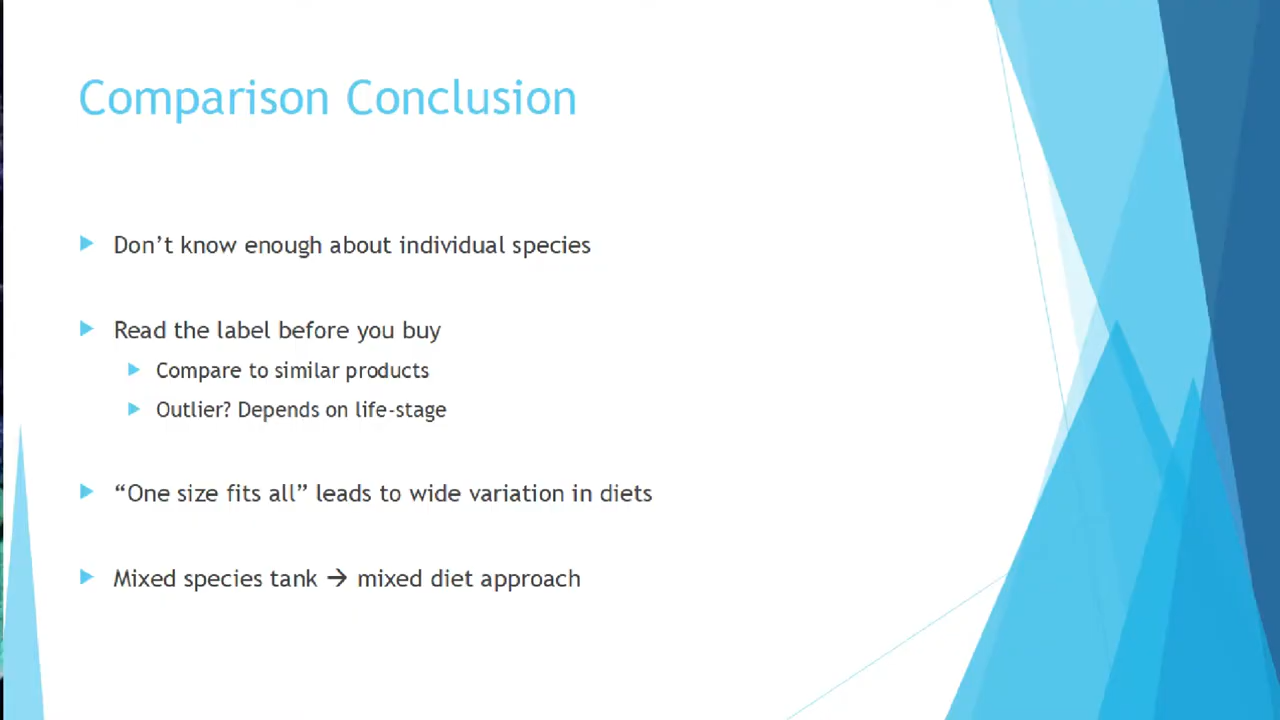 Comparison Conclusion
Don’t know enough about individual species
Read the label before you buy
Compare to similar products
Outlier? Depends on life-stage
“One size fits all” leads to wide variation in diets
Mixed species tank → mixed diet approach